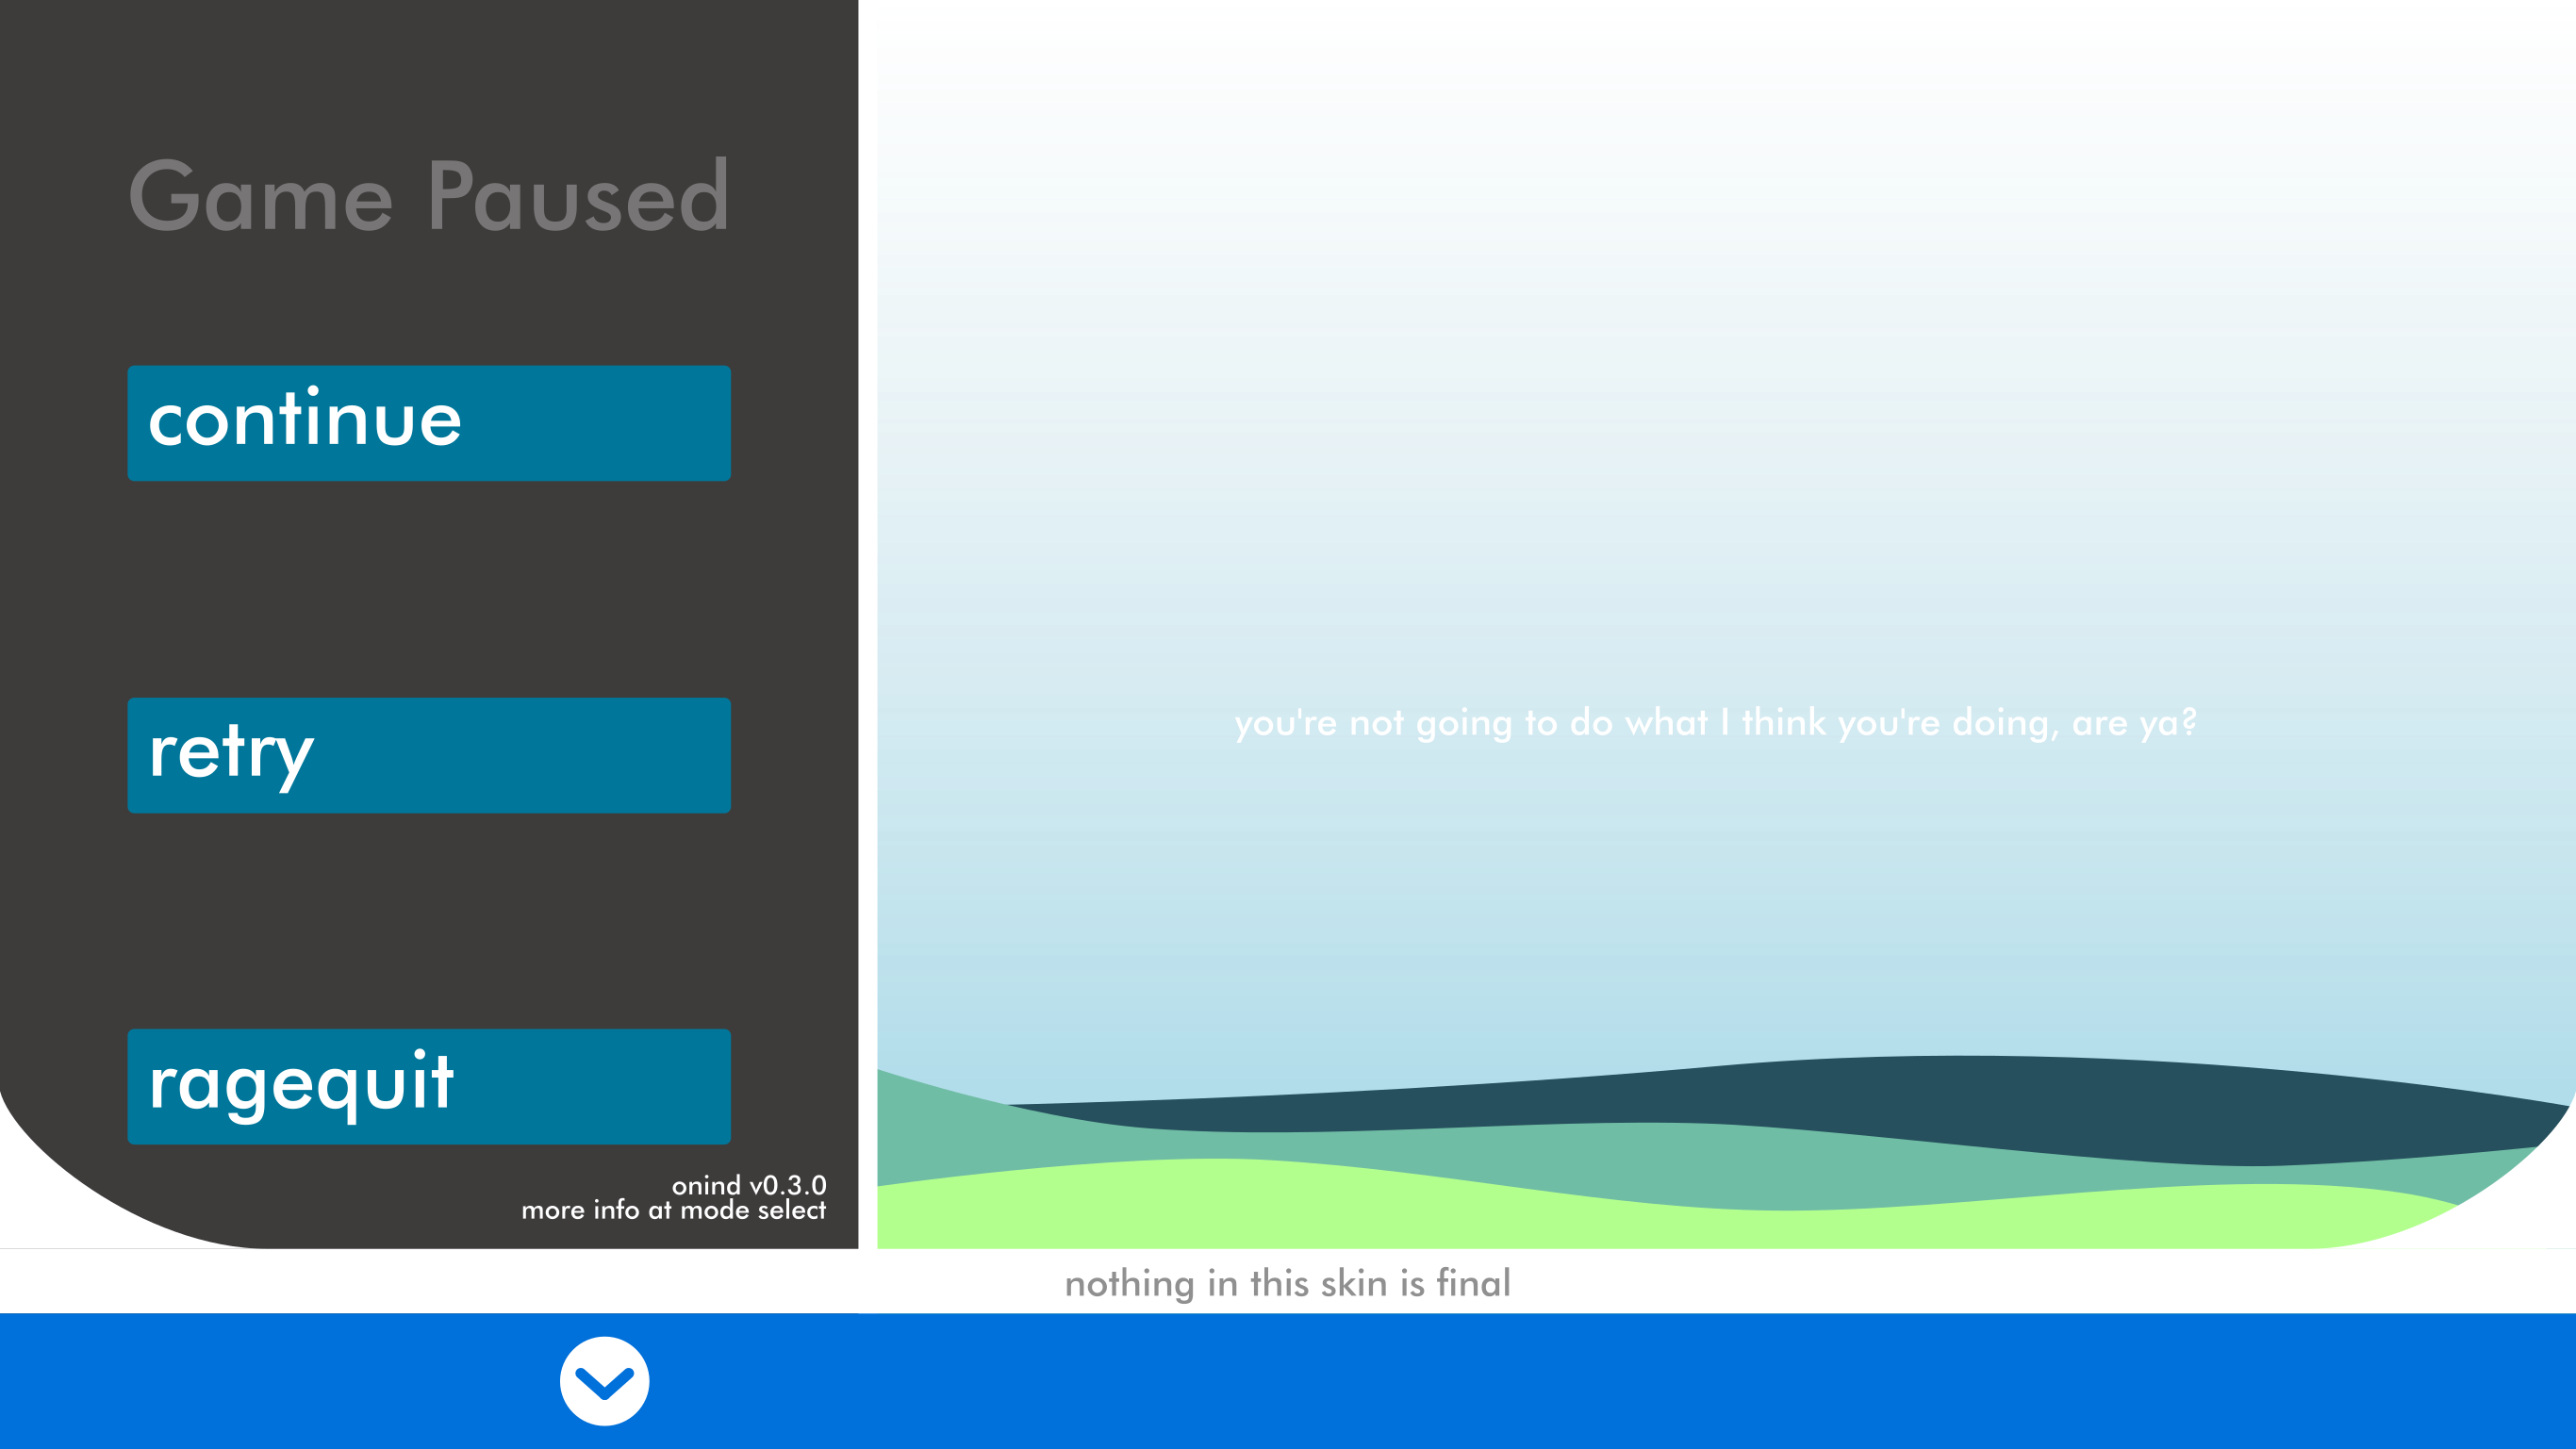 Game Paused
continue
retry
ragequit
onind v0.3.0
more info at mode select
you're not going to do what I think you're doing, are ya?
nothing in this skin is final